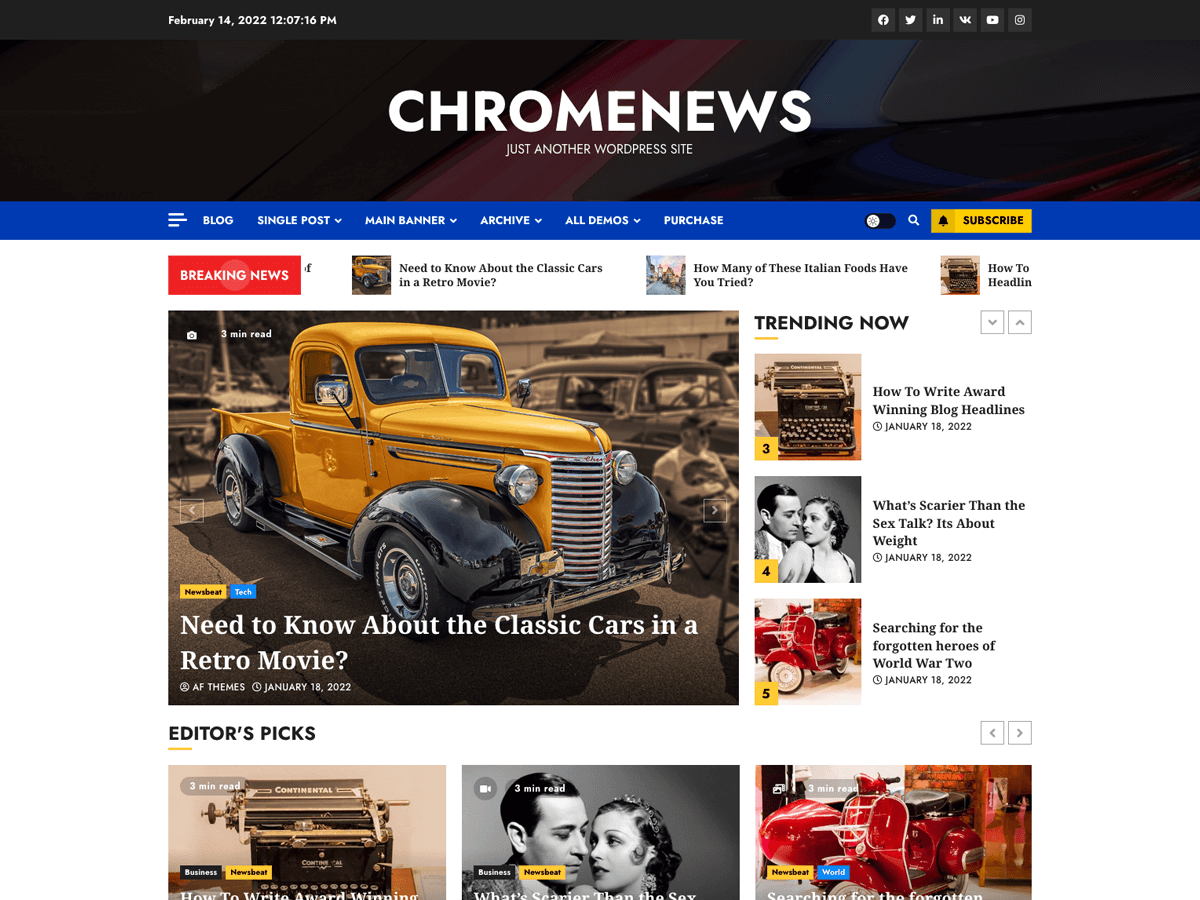 February 14, 2022 12:07:16 PM
CHROMENEWS
JUST ANOTHER WORDPRESS SITE
BLOG
SINGLE POST
MAIN BANNER
ARCHIVE
ALL DEMOS
PURCHASE
SUBSCRIBE
BREAKING NEWS
of
Need to Know About the Classic Cars
in a Retro Movie?
How Many of These Italian Foods Have
You Tried?
How To
Headlin
3 min read
Newsbeat
Tech
Need to Know About the Classic Cars in a
Retro Movie?
AF THEMES
JANUARY 18, 2022
TRENDING NOW
CONTINENTAL
3
How To Write Award
Winning Blog Headlines
JANUARY 18, 2022
4
What’s Scarier Than the
Sex Talk? Its About
Weight
JANUARY 18, 2022
5
Searching for the
forgotten heroes of
World War Two
JANUARY 18, 2022
EDITOR’S PICKS
3 min read
CONTINENTAL
Business
Newsbeat
How To Write Award Winning
3 min read
Business
Newsbeat
What’s Scarier Than the Sex
3 min read
Newsbeat
World
Searching for the forgotten